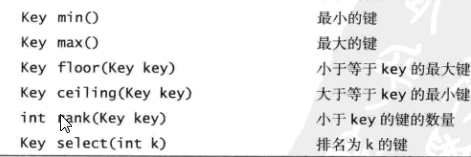 Key min() 最小的键
Key max() 最大的键
Key floor(Key key) 小于等于 key 的最大键
Key ceiling(Key key) 大于等于 key 的最小键
int rank(Key key) 小于 key 的键的数量
Key select(int k) 排名为 k 的键